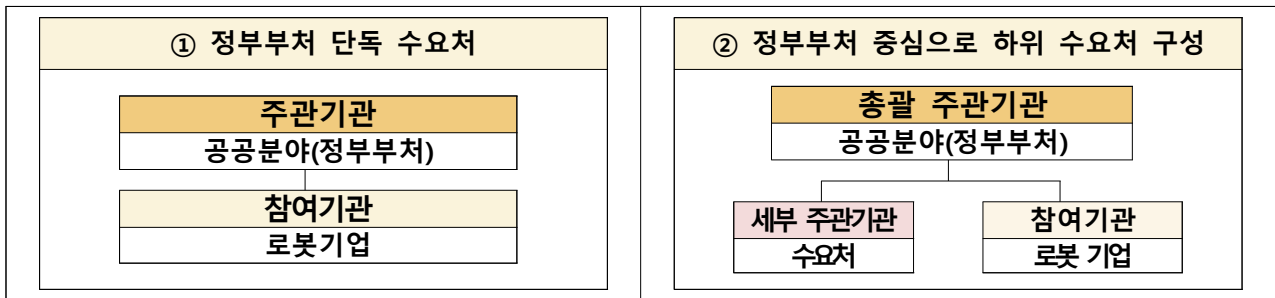 ① 정부부처 단독 수요처
주관기관
공공분야(정부부처)
참여기관
로봇기업
② 정부부처 중심으로 하위 수요처 구성
총괄 주관기관
공공분야(정부부처)
세부 주관기관
수요처
참여기관
로봇 기업